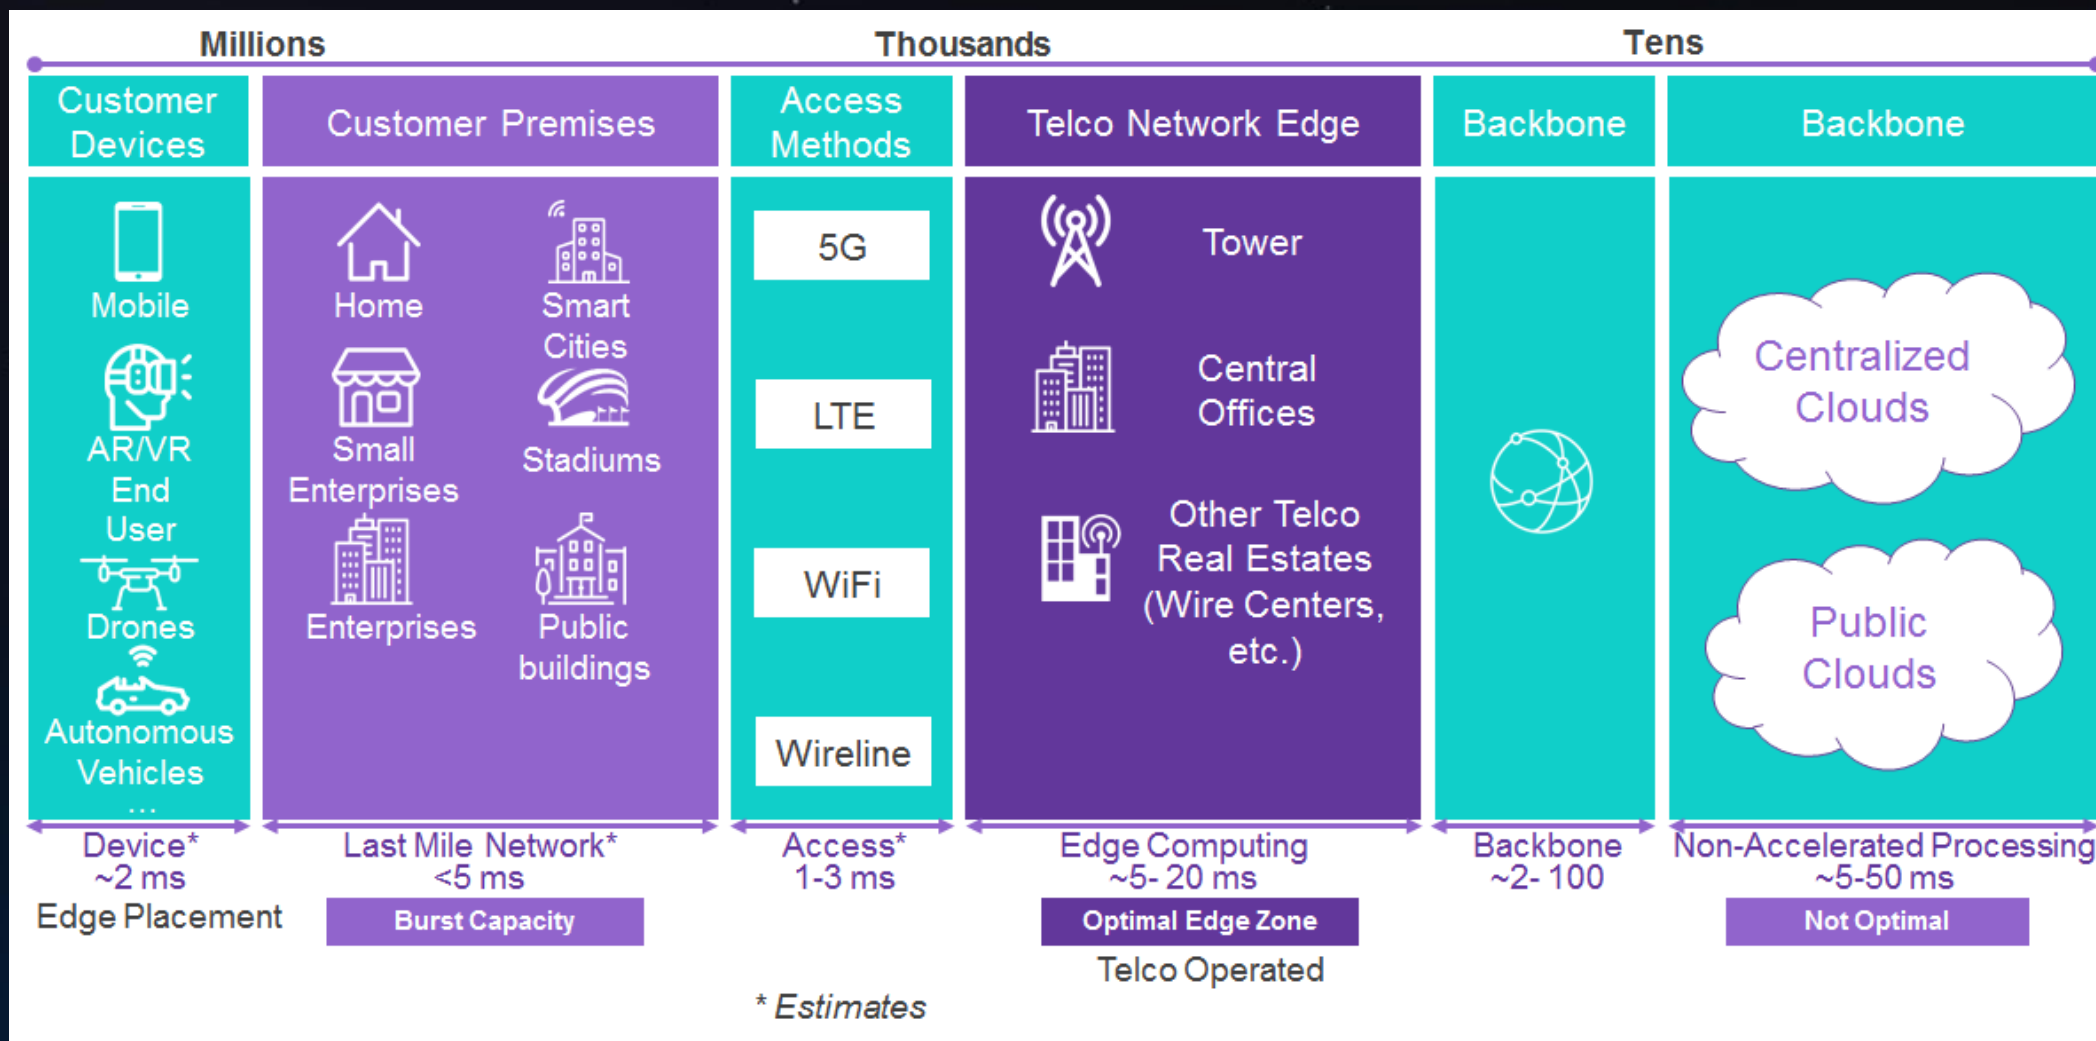 Millions
Thousands
Tens
Customer
Devices
Customer Premises
Access
Methods
Telco Network Edge
Backbone
Backbone
Mobile
AR/VR
End
User
Drones
Autonomous
Vehicles
...
Home
Smart
Cities
Small
Enterprises
Stadiums
Enterprises
Public
buildings
5G
LTE
WiFi
Wireline
Tower
Central
Offices
Other Telco
Real Estates
(Wire Centers,
etc.)
Centralized
Clouds
Public
Clouds
Device*
~2 ms
Last Mile Network*
<5 ms
Access*
1-3 ms
Edge Computing
~5- 20 ms
Backbone
~2- 100
Non-Accelerated Processing
~5-50 ms
Edge Placement
Burst Capacity
Optimal Edge Zone
Not Optimal
Telco Operated
* Estimates